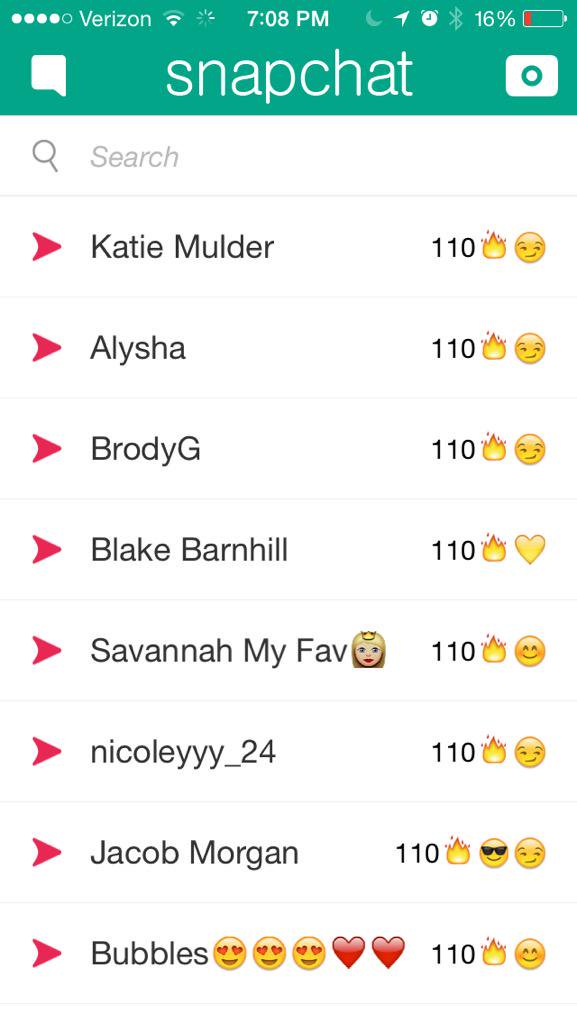 Verizon 7:08 PM 16%
snapchat
Search
Katie Mulder 110🔥😏
Alysha 110🔥😏
BrodyG 110🔥😏
Blake Barnhill 110🔥💛
Savannah My Fav👸 110🔥😊
nicoleyyy_24 110🔥😏
Jacob Morgan 110🔥😎😏
Bubbles😍😍😍❤️❤️ 110🔥😊